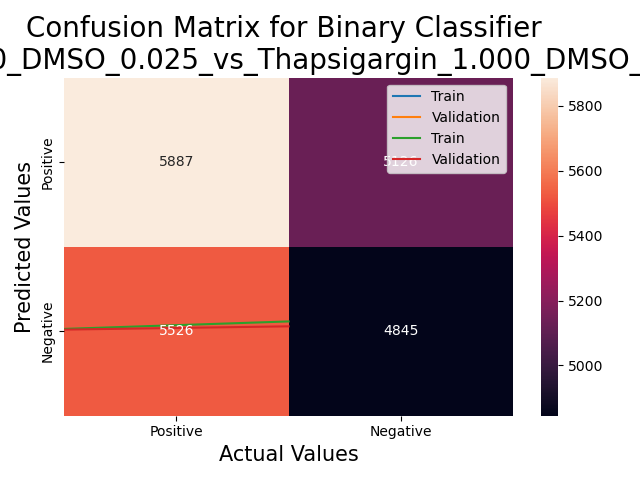 Confusion Matrix for Binary Classifier
0_DMSO_0.025_vs_Thapsigargin_1.000_DMSO_
Train
Validation
Train
Validation
5887
5526
4845
Positive
Negative
Predicted Values
Positive
Negative
Actual Values
5800
5600
5400
5200
5000